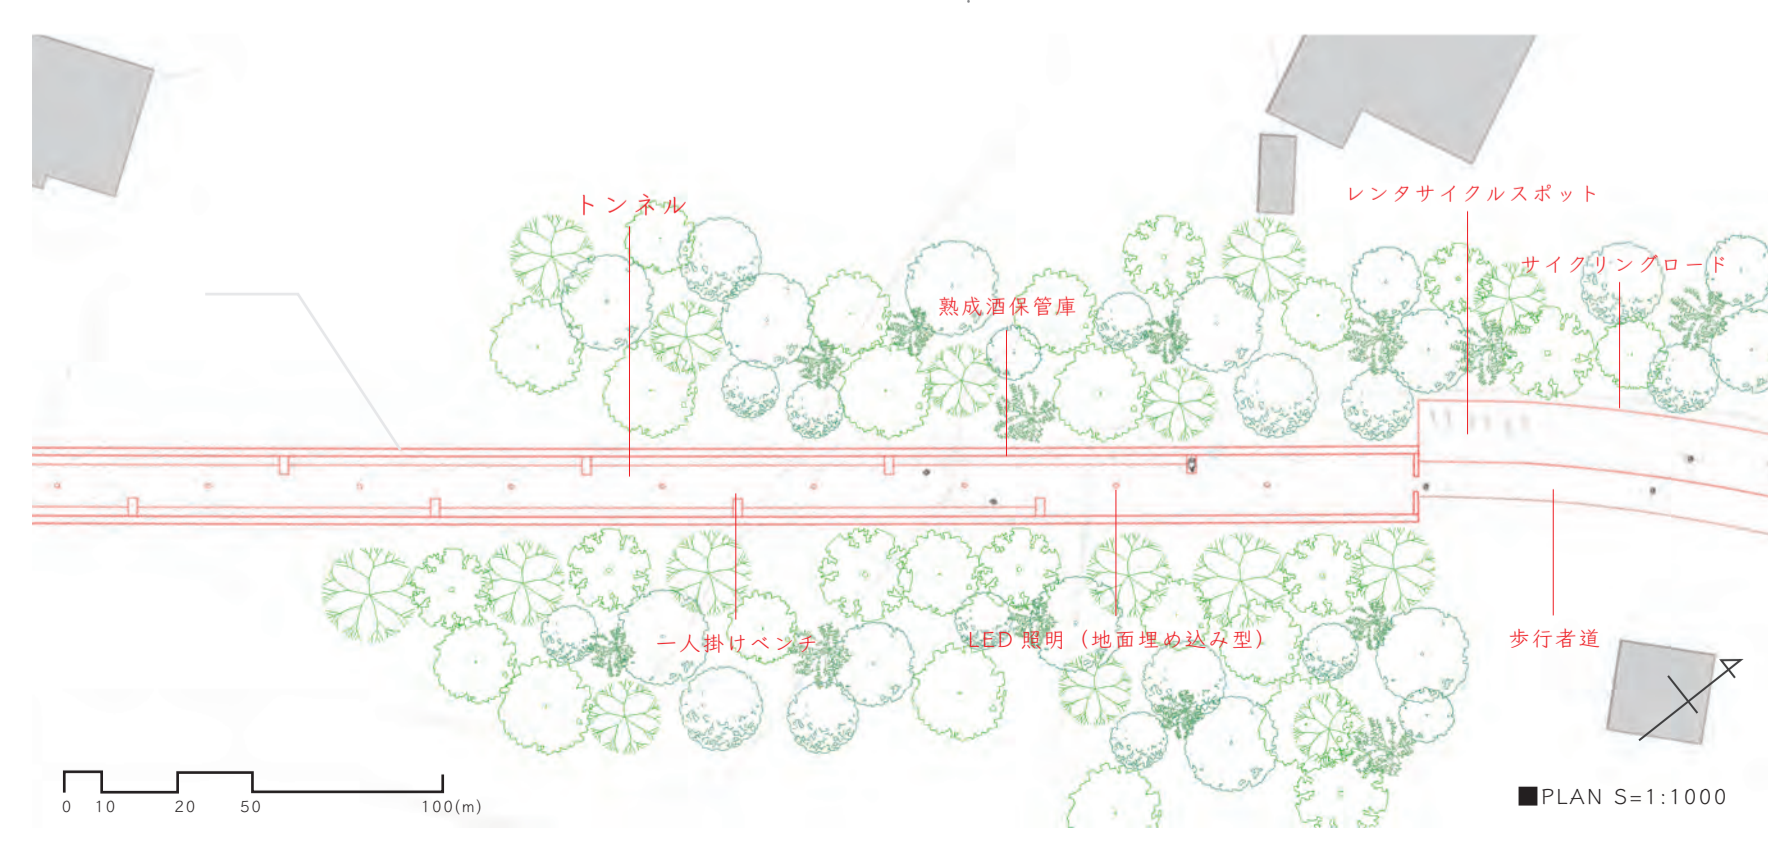 トンネル
レンタサイクルスポット
サイクリングロード
熟成酒保管庫
一人掛けベンチ
LED 照明（地面埋め込み型）
歩行者道
0 10 20 50 100(m)
■PLAN S=1:1000